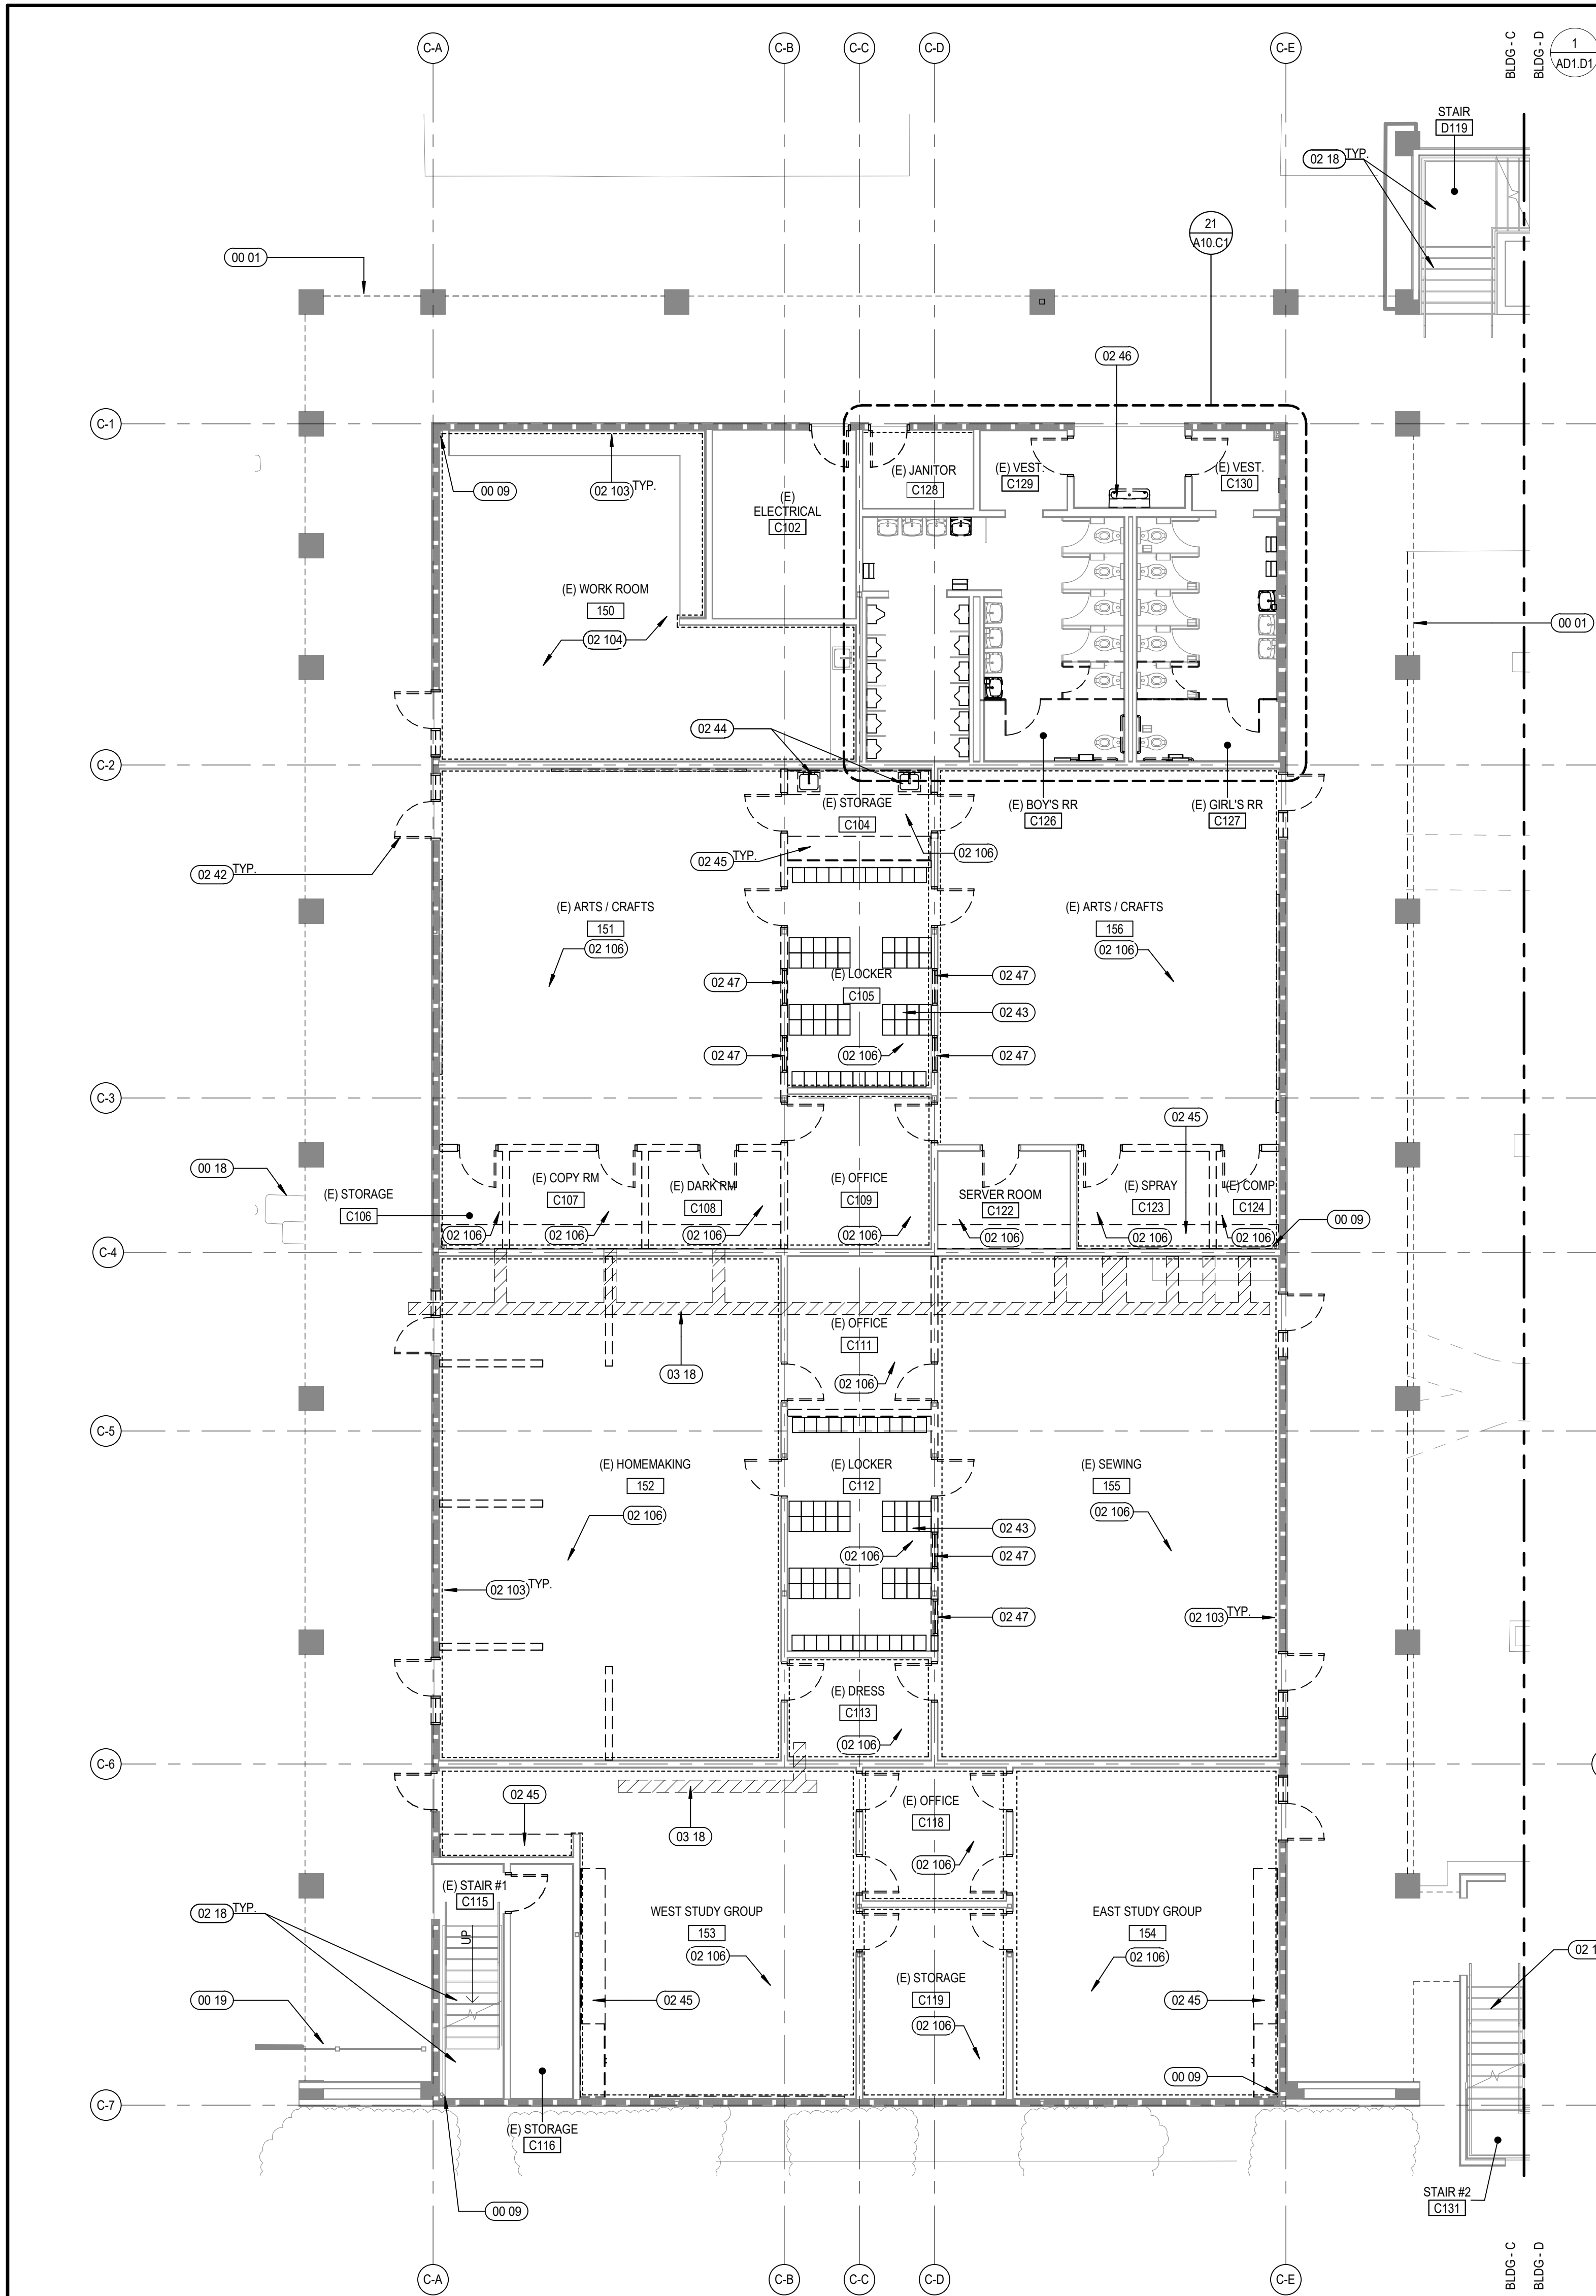 C-A
C-B
C-C
C-D
C-E
BLDG - C
BLDG - D
1
AD1.D1
STAIR
D119
02 18 TYP.
21
A10.C1
00 01
02 46
C-1
00 09
02 103 TYP.
(E)
ELECTRICAL
C102
(E) JANITOR
C128
(E) VEST.
C129
(E) VEST.
C130
(E) WORK ROOM
150
02 104
00 01
02 44
C-2
(E) STORAGE
C104
(E) BOY'S RR
C126
(E) GIRL'S RR
C127
02 42 TYP.
02 45 TYP.
02 106
(E) ARTS / CRAFTS
151
02 106
(E) ARTS / CRAFTS
156
02 106
02 47
(E) LOCKER
C105
02 47
02 43
02 47
02 106
02 47
C-3
02 45
00 18
(E) STORAGE
C106
02 106
(E) COPY RM
C107
02 106
(E) DARK RM
C108
02 106
(E) OFFICE
C109
02 106
SERVER ROOM
C122
02 106
(E) SPRAY
C123
02 106
(E) COMP
C124
02 106
00 09
C-4
03 18
(E) OFFICE
C111
02 106
C-5
(E) HOMEMAKING
152
02 106
(E) LOCKER
C112
02 43
02 106
02 47
(E) SEWING
155
02 106
02 103 TYP.
02 47
02 103 TYP.
(E) DRESS
C113
02 106
C-6
02 45
03 18
(E) OFFICE
C118
02 106
(E) STAIR #1
C115
02 18 TYP.
UP
WEST STUDY GROUP
153
02 106
EAST STUDY GROUP
154
02 106
02 1
(E) STORAGE
C119
02 106
00 19
02 45
02 45
00 09
C-7
(E) STORAGE
C116
00 09
STAIR #2
C131
C-A
C-B
C-C
C-D
C-E
BLDG - C
BLDG - D